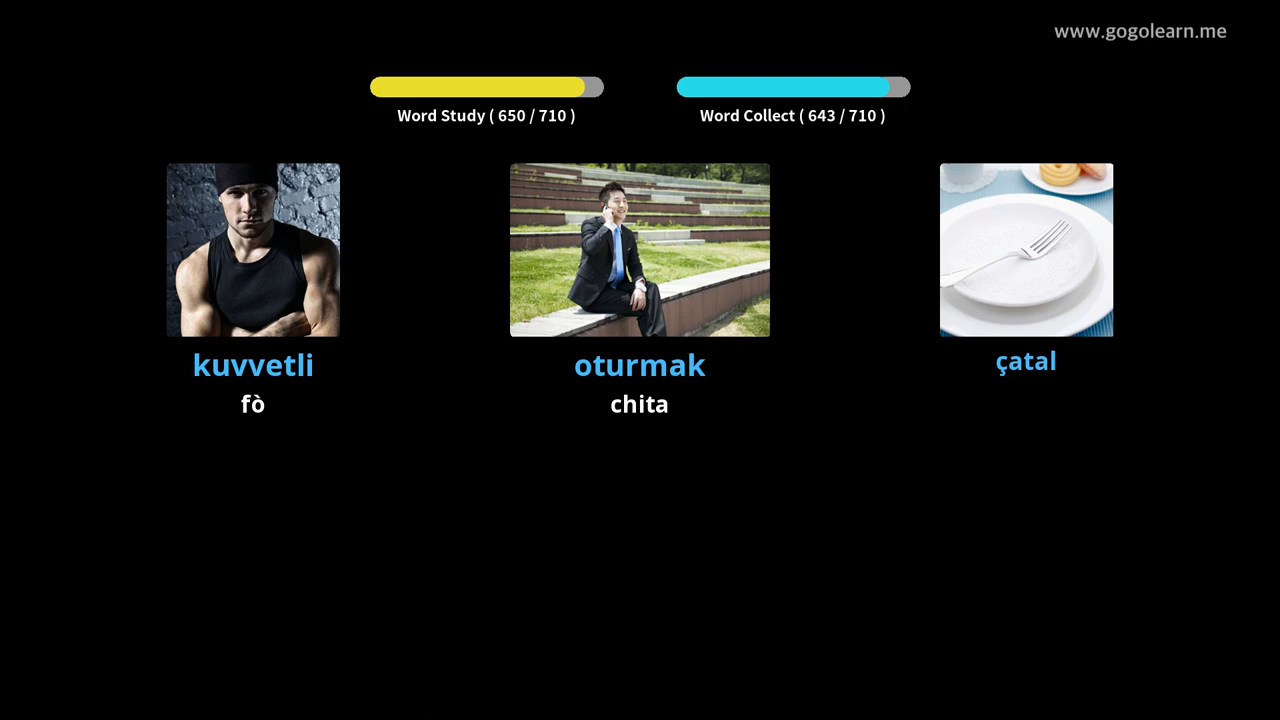 www.gogolearn.me
Word Study ( 650 / 710 )
Word Collect ( 643 / 710 )
kuvvetli
fò
oturmak
chita
çatal